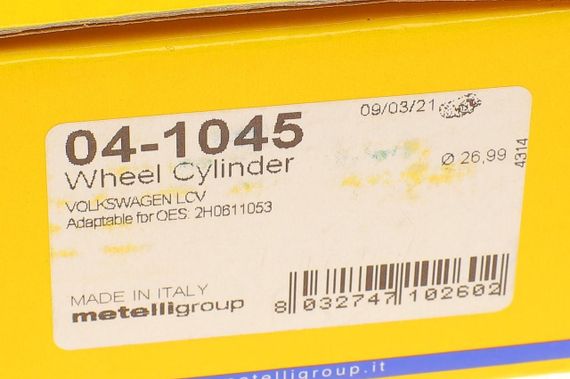 09/03/21
04-1045
Wheel Cylinder
Ø 26,99
4314
VOLKSWAGEN LCV
Adaptable for OES: 2H0611053
MADE IN ITALY
metelligroup
8 032747 102602
metelligroup.it